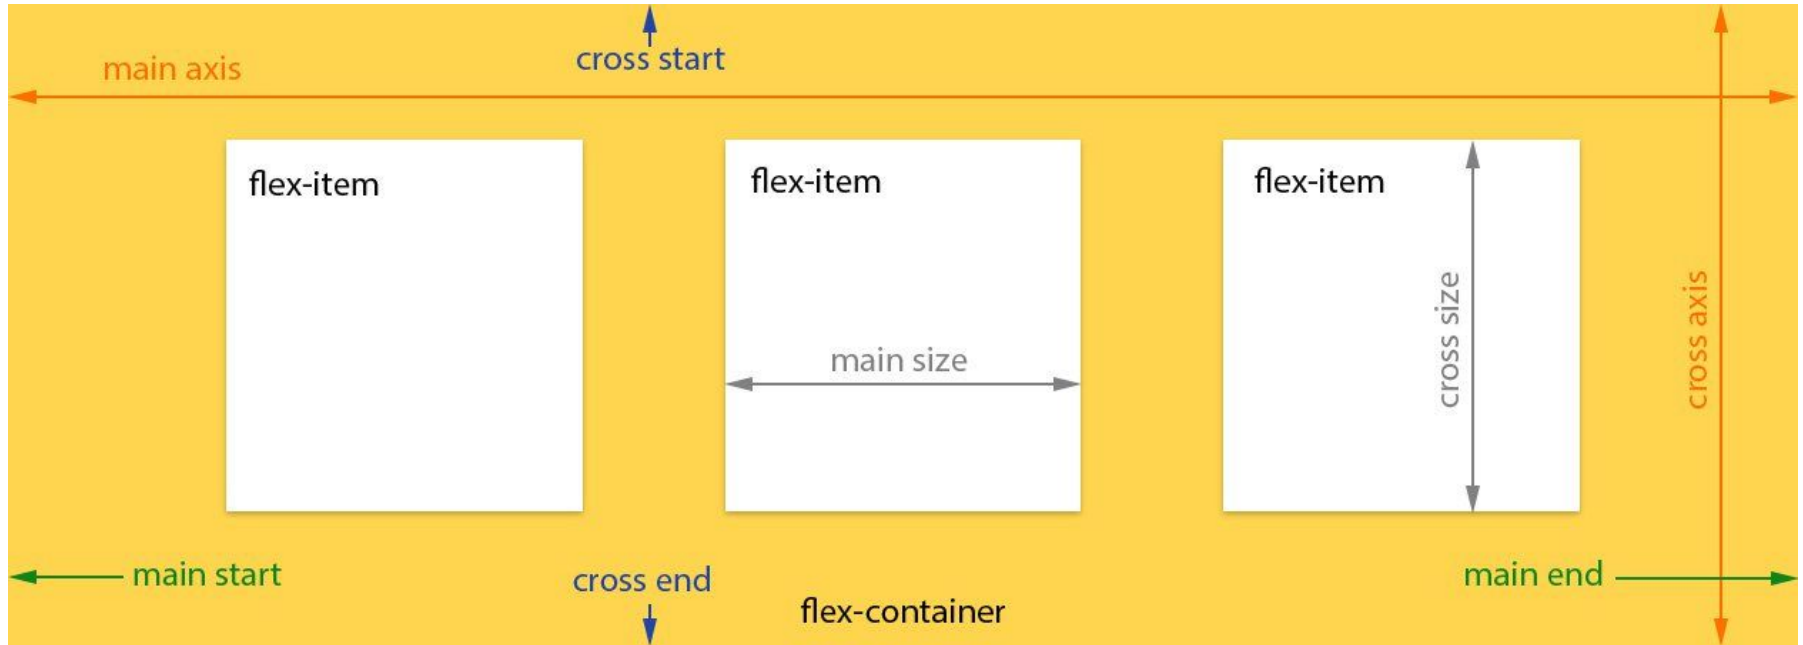 cross start
main axis
flex-item
flex-item
flex-item
main size
cross size
cross axis
main start
cross end
main end
flex-container